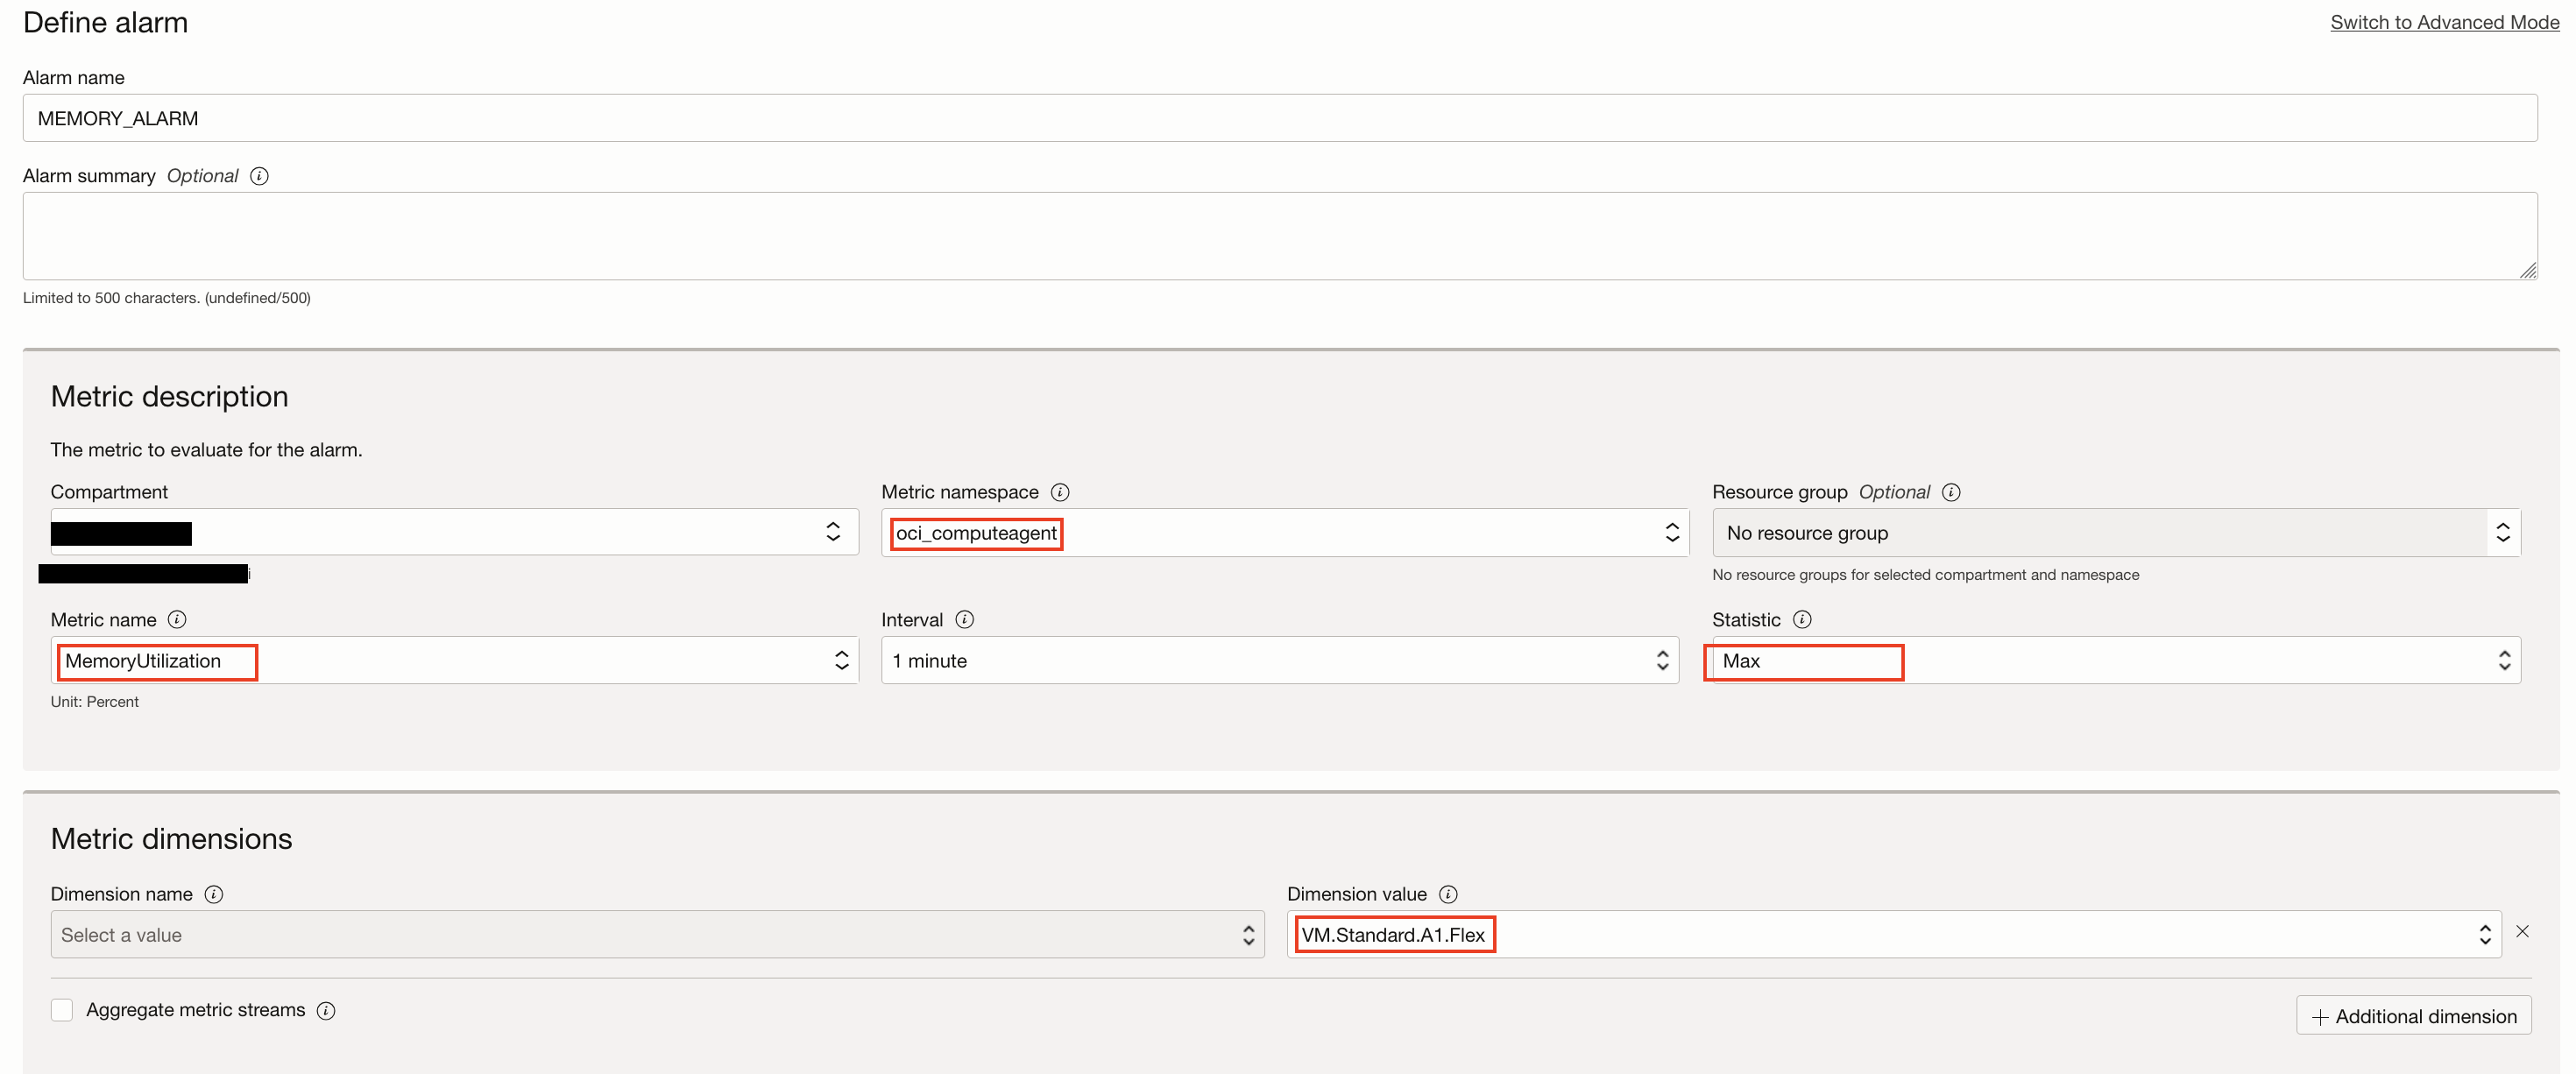 Define alarm
Switch to Advanced Mode
Alarm name
MEMORY_ALARM
Alarm summary Optional
Limited to 500 characters. (undefined/500)
Metric description
The metric to evaluate for the alarm.
Compartment
Metric namespace
Resource group Optional
oci_computeagent
No resource group
No resource groups for selected compartment and namespace
Metric name
Interval
Statistic
MemoryUtilization
1 minute
Max
Unit: Percent
Metric dimensions
Dimension name
Dimension value
Select a value
VM.Standard.A1.Flex
Aggregate metric streams
+ Additional dimension